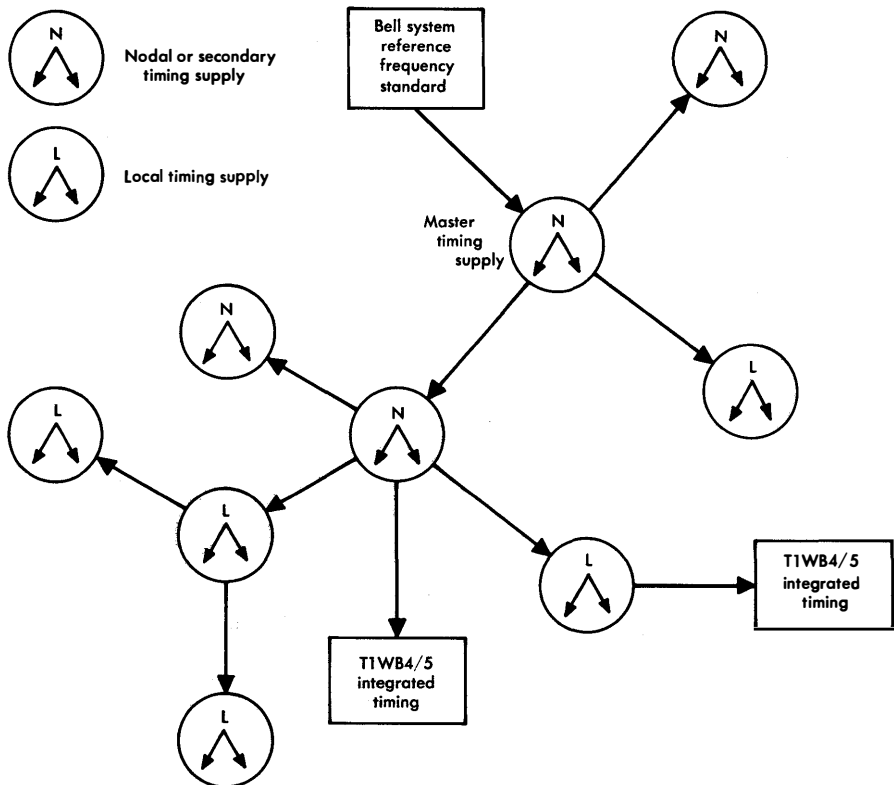 N
Nodal or secondary
timing supply
L
Local timing supply
Bell system
reference
frequency
standard
N
Master
timing
supply
N
L
N
N
L
L
L
T1WB4/5
integrated
timing
T1WB4/5
integrated
timing
L